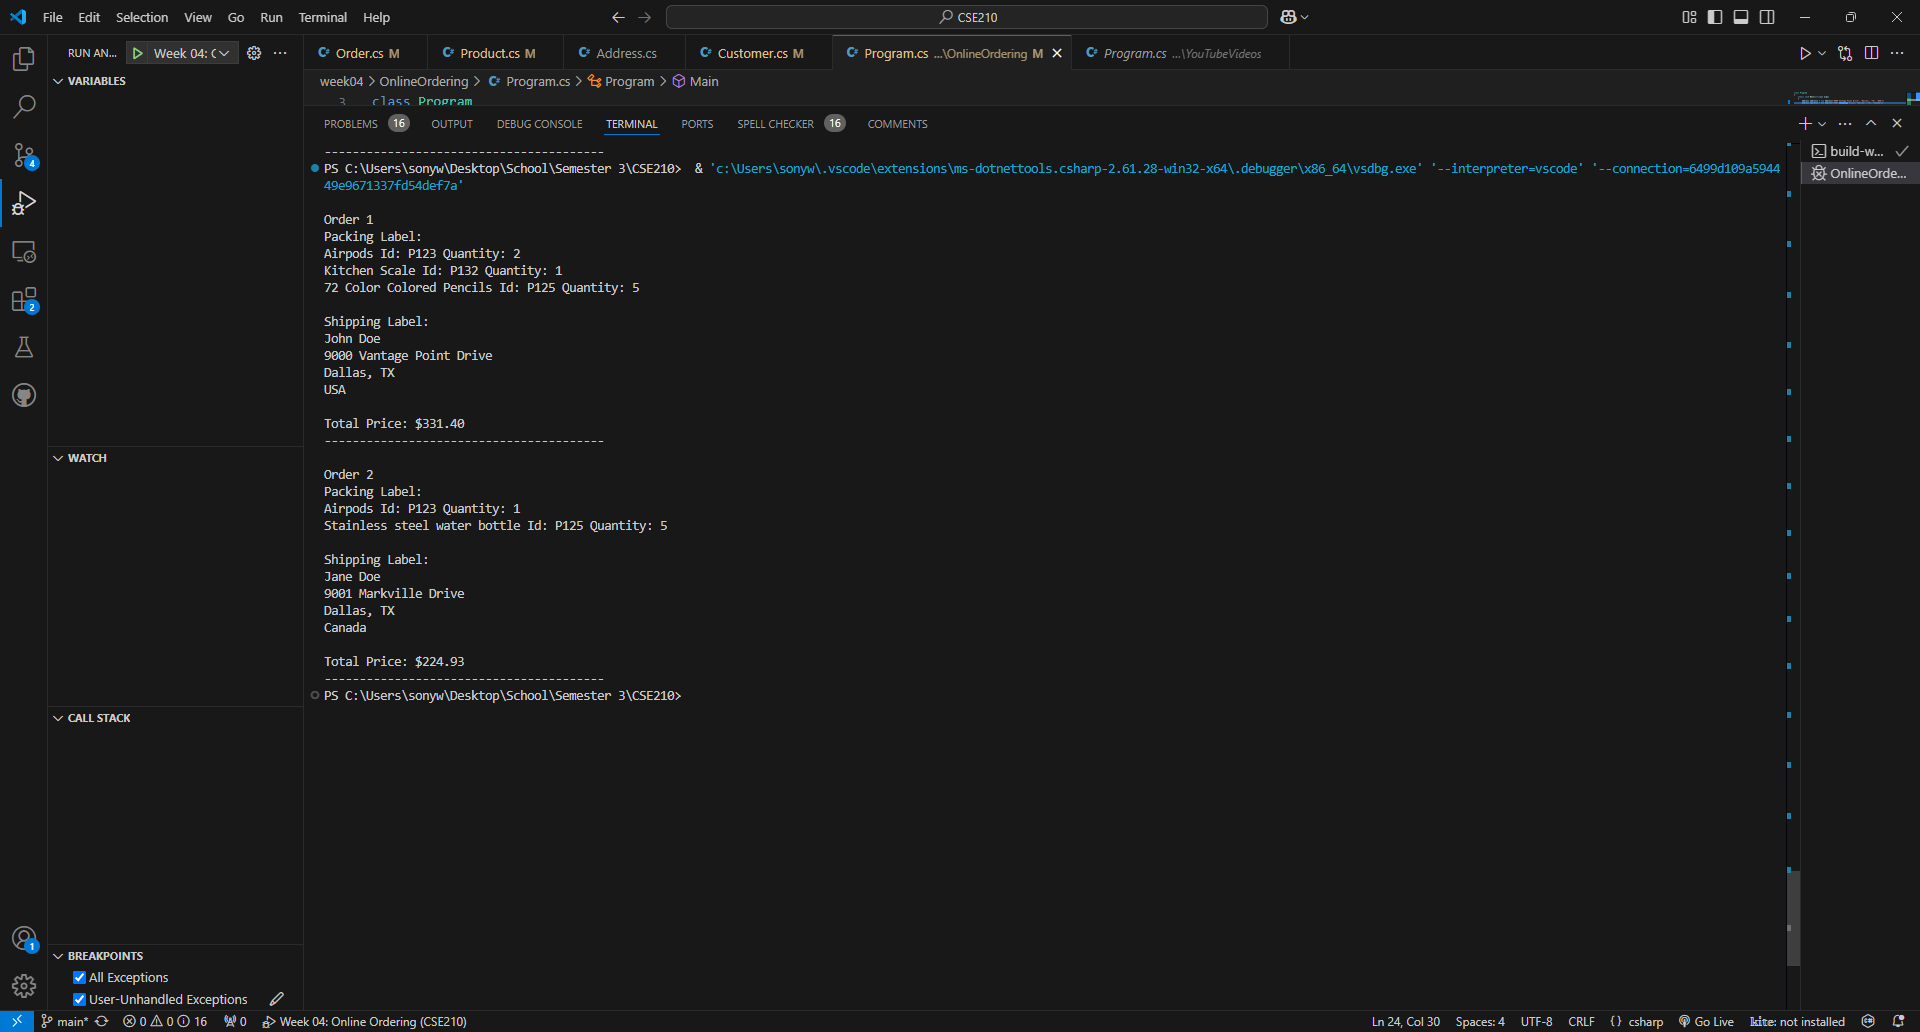 File Edit Selection View Go Run Terminal Help
CSE210
RUN AN... Week 04: C
Order.cs M Product.cs M Address.cs Customer.cs M Program.cs ...\OnlineOrdering M Program.cs ...\YouTubeVideos
VARIABLES
week04 > OnlineOrdering > Program.cs > Program > Main
3 class Program
PROBLEMS 16 OUTPUT DEBUG CONSOLE TERMINAL PORTS SPELL CHECKER 16 COMMENTS
----------------------------------------
PS C:\Users\sonyw\Desktop\School\Semester 3\CSE210> & 'c:\Users\sonyw\.vscode\extensions\ms-dotnettools.csharp-2.61.28-win32-x64\.debugger\x86_64\vsdbg.exe' '--interpreter=vscode' '--connection=6499d109a5944
49e9671337fd54def7a'
Order 1
Packing Label:
Airpods Id: P123 Quantity: 2
Kitchen Scale Id: P132 Quantity: 1
72 Color Colored Pencils Id: P125 Quantity: 5
Shipping Label:
John Doe
9000 Vantage Point Drive
Dallas, TX
USA
Total Price: $331.40
----------------------------------------
Order 2
Packing Label:
Airpods Id: P123 Quantity: 1
Stainless steel water bottle Id: P125 Quantity: 5
Shipping Label:
Jane Doe
9001 Markville Drive
Dallas, TX
Canada
Total Price: $224.93
----------------------------------------
PS C:\Users\sonyw\Desktop\School\Semester 3\CSE210>
build-w...
OnlineOrde...
4
2
WATCH
CALL STACK
BREAKPOINTS
All Exceptions
User-Unhandled Exceptions
1
main* 0 0 16 0 Week 04: Online Ordering (CSE210)
Ln 24, Col 30 Spaces: 4 UTF-8 CRLF {} csharp Go Live kite: not installed